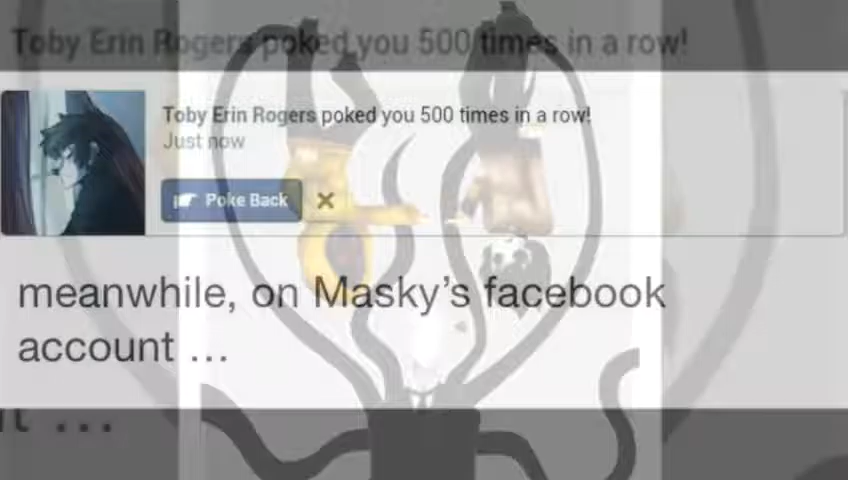 Toby Erin Rogers poked you 500 times in a row!
Toby Erin Rogers poked you 500 times in a row!
Just now
Poke Back
meanwhile, on Masky's facebook
account ...
...